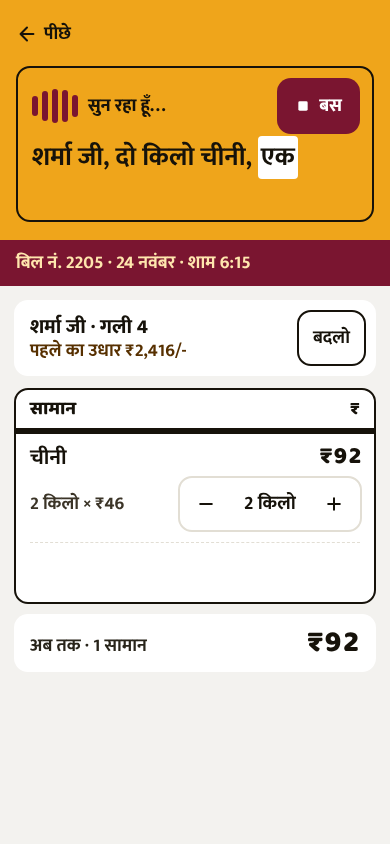 ← पीछे
सुन रहा हूँ...
■ बस
शर्मा जी, दो किलो चीनी, एक
बिल नं. 2205 · 24 नवंबर · शाम 6:15
शर्मा जी · गली 4
पहले का उधार ₹2,416/-
बदलो
सामान ₹
चीनी ₹92
2 किलो × ₹46 − 2 किलो +
अब तक · 1 सामान ₹92